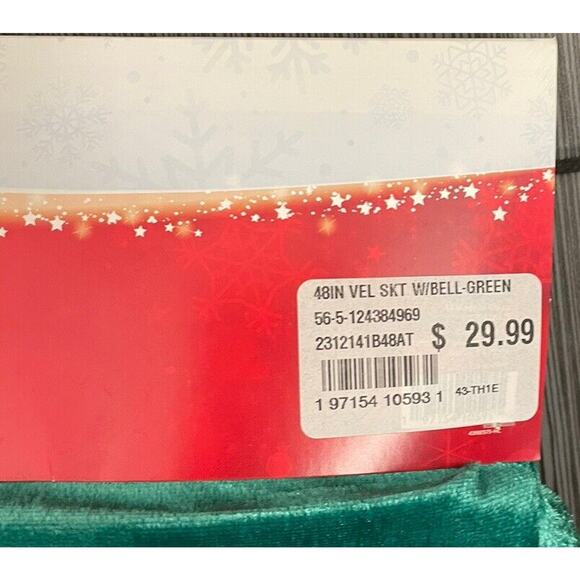 48IN VEL SKT W/BELL-GREEN
56-5-124384969
2312141B48AT $ 29.99
43-TH1E
1 97154 10593 1